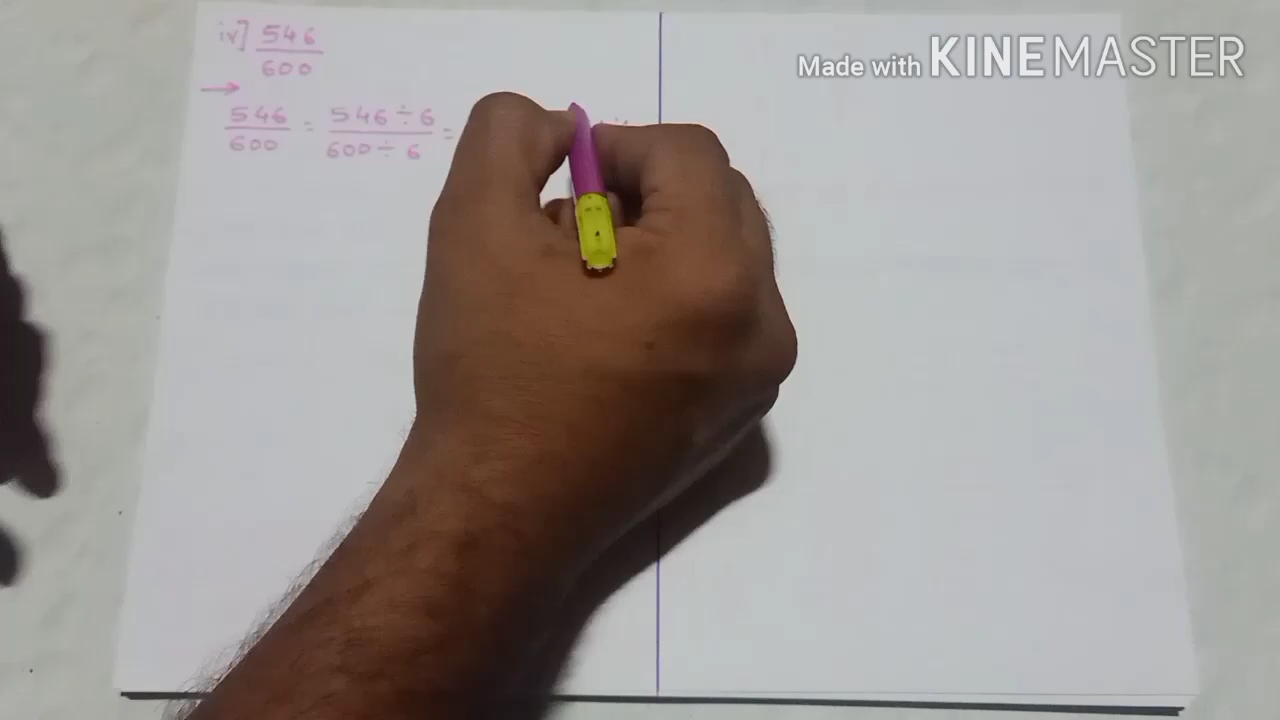 iv] 546/600
→
546/600 = 546 ÷ 6/600 ÷ 6 =
Made with KINEMASTER